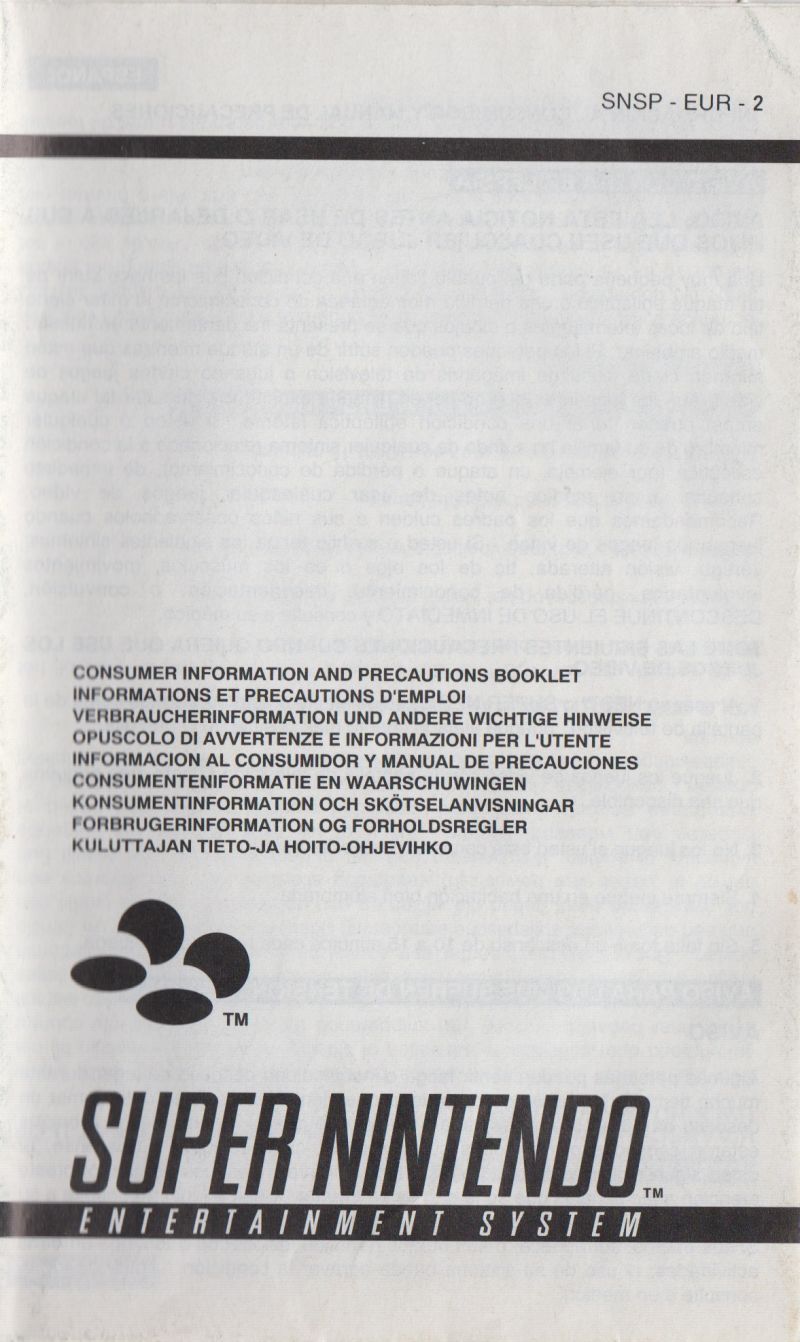 SNSP - EUR - 2
CONSUMER INFORMATION AND PRECAUTIONS BOOKLET
INFORMATIONS ET PRECAUTIONS D'EMPLOI
VERBRAUCHERINFORMATION UND ANDERE WICHTIGE HINWEISE
OPUSCOLO DI AVVERTENZE E INFORMAZIONI PER L'UTENTE
INFORMACION AL CONSUMIDOR Y MANUAL DE PRECAUCIONES
CONSUMENTENIFORMATIE EN WAARSCHUWINGEN
KONSUMENTINFORMATION OCH SKÖTSELANVISNINGAR
FORBRUGERINFORMATION OG FORHOLDSREGLER
KULUTTAJAN TIETO-JA HOITO-OHJEVIHKO
TM
SUPER NINTENDO TM
ENTERTAINMENT SYSTEM